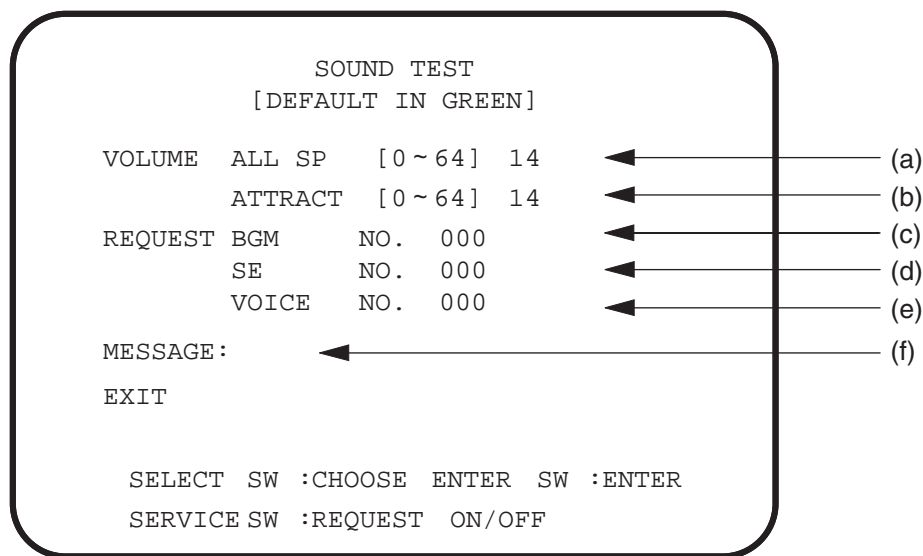 SOUND TEST
[DEFAULT IN GREEN]
VOLUME ALL SP [0~64] 14 (a)
ATTRACT [0~64] 14 (b)
REQUEST BGM NO. 000 (c)
SE NO. 000 (d)
VOICE NO. 000 (e)
MESSAGE: (f)
EXIT
SELECT SW :CHOOSE ENTER SW :ENTER
SERVICE SW :REQUEST ON/OFF